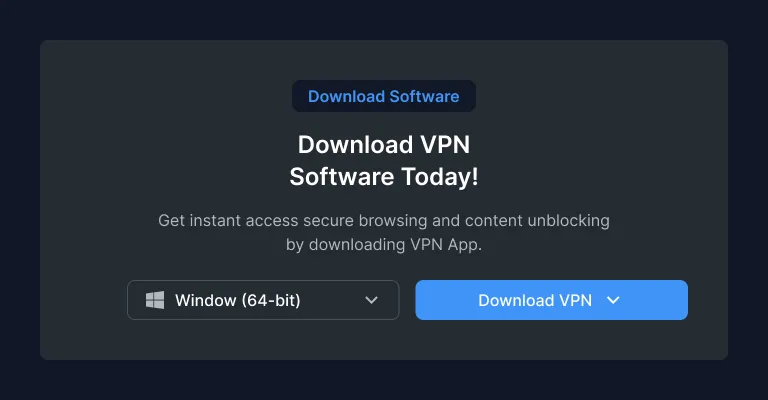 Download Software
Download VPN
Software Today!
Get instant access secure browsing and content unblocking
by downloading VPN App.
Window (64-bit)
Download VPN